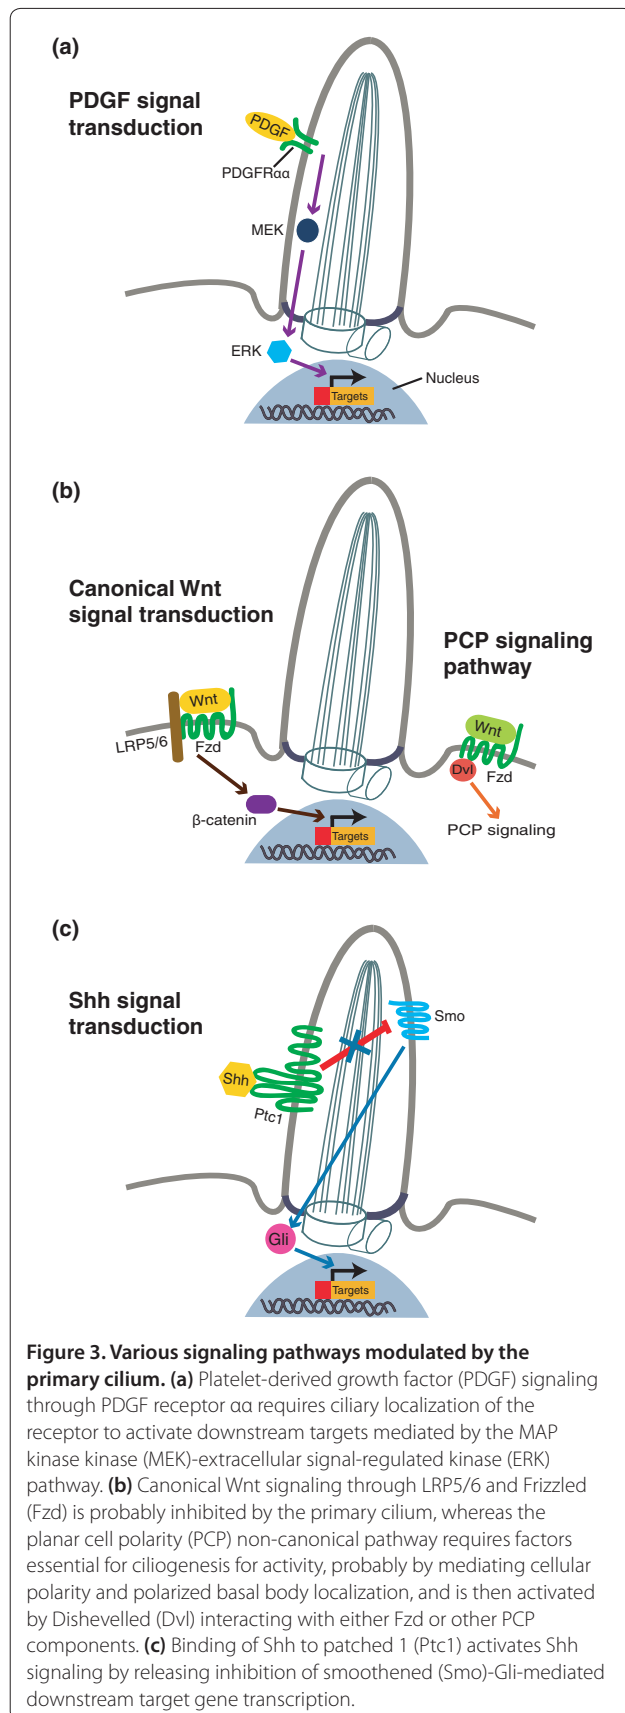 (a)
PDGF signal
transduction
PDGF
PDGFRαα
MEK
ERK
Nucleus
Targets
(b)
Canonical Wnt
signal transduction
PCP signaling
pathway
Wnt
LRP5/6
Fzd
Wnt
Dvl
Fzd
β-catenin
PCP signaling
Targets
(c)
Shh signal
transduction
Smo
Shh
Ptc1
Gli
Targets
Figure 3. Various signaling pathways modulated by the
primary cilium. (a) Platelet-derived growth factor (PDGF) signaling
through PDGF receptor αα requires ciliary localization of the
receptor to activate downstream targets mediated by the MAP
kinase kinase (MEK)-extracellular signal-regulated kinase (ERK)
pathway. (b) Canonical Wnt signaling through LRP5/6 and Frizzled
(Fzd) is probably inhibited by the primary cilium, whereas the
planar cell polarity (PCP) non-canonical pathway requires factors
essential for ciliogenesis for activity, probably by mediating cellular
polarity and polarized basal body localization, and is then activated
by Dishevelled (Dvl) interacting with either Fzd or other PCP
components. (c) Binding of Shh to patched 1 (Ptc1) activates Shh
signaling by releasing inhibition of smoothened (Smo)-Gli-mediated
downstream target gene transcription.